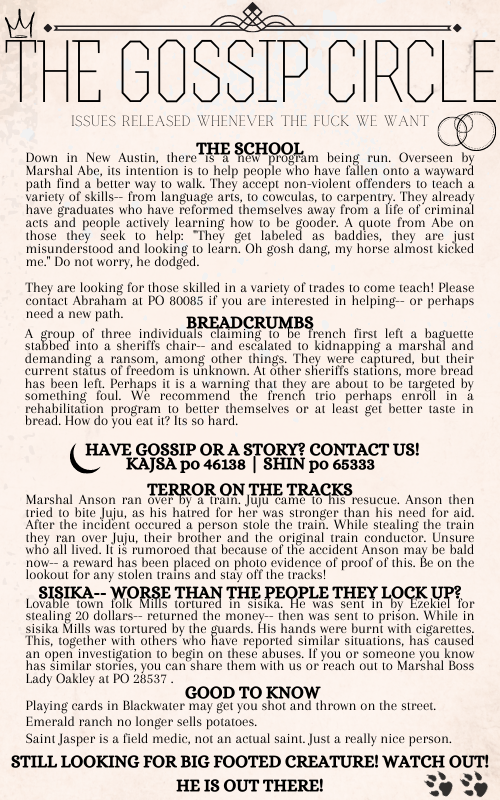 THE GOSSIP CIRCLE
ISSUES RELEASED WHENEVER THE FUCK WE WANT
THE SCHOOL
Down in New Austin, there is a new program being run. Overseen by
Marshal Abe, its intention is to help people who have fallen onto a wayward
path find a better way to walk. They accept non-violent offenders to teach a
variety of skills-- from language arts, to cowculas, to carpentry. They already
have graduates who have reformed themselves away from a life of criminal
acts and people actively learning how to be gooder. A quote from Abe on
those they seek to help: "They get labeled as baddies, they are just
misunderstood and looking to learn. Oh gosh dang, my horse almost kicked
me." Do not worry, he dodged.
They are looking for those skilled in a variety of trades to come teach! Please
contact Abraham at PO 80085 if you are interested in helping-- or perhaps
need a new path.
BREADCRUMBS
A group of three individuals claiming to be french first left a baguette
stabbed into a sheriffs chair-- and escalated to kidnapping a marshal and
demanding a ransom, among other things. They were captured, but their
current status of freedom is unknown. At other sheriffs stations, more bread
has been left. Perhaps it is a warning that they are about to be targeted by
something foul. We recommend the french trio perhaps enroll in a
rehabilitation program to better themselves or at least get better taste in
bread. How do you eat it? Its so hard.
HAVE GOSSIP OR A STORY? CONTACT US!
KAJSA po 46138 | SHIN po 65333
TERROR ON THE TRACKS
Marshal Anson ran over by a train. Juju came to his resucue. Anson then
tried to bite Juju, as his hatred for her was stronger than his need for aid.
After the incident occured a person stole the train. While stealing the train
they ran over Juju, their brother and the original train conductor. Unsure
who all lived. It is rumoroed that because of the accident Anson may be bald
now-- a reward has been placed on photo evidence of proof of this. Be on the
lookout for any stolen trains and stay off the tracks!
SISIKA-- WORSE THAN THE PEOPLE THEY LOCK UP?
Lovable town folk Mills tortured in sisika. He was sent in by Ezekiel for
stealing 20 dollars-- returned the money-- then was sent to prison. While in
sisika Mills was tortured by the guards. His hands were burnt with cigarettes.
This, together with others who have reported similar situations, has caused
an open investigation to begin on these abuses. If you or someone you know
has similar stories, you can share them with us or reach out to Marshal Boss
Lady Oakley at PO 28537 .
GOOD TO KNOW
Playing cards in Blackwater may get you shot and thrown on the street.
Emerald ranch no longer sells potatoes.
Saint Jasper is a field medic, not an actual saint. Just a really nice person.
STILL LOOKING FOR BIG FOOTED CREATURE! WATCH OUT!
HE IS OUT THERE!